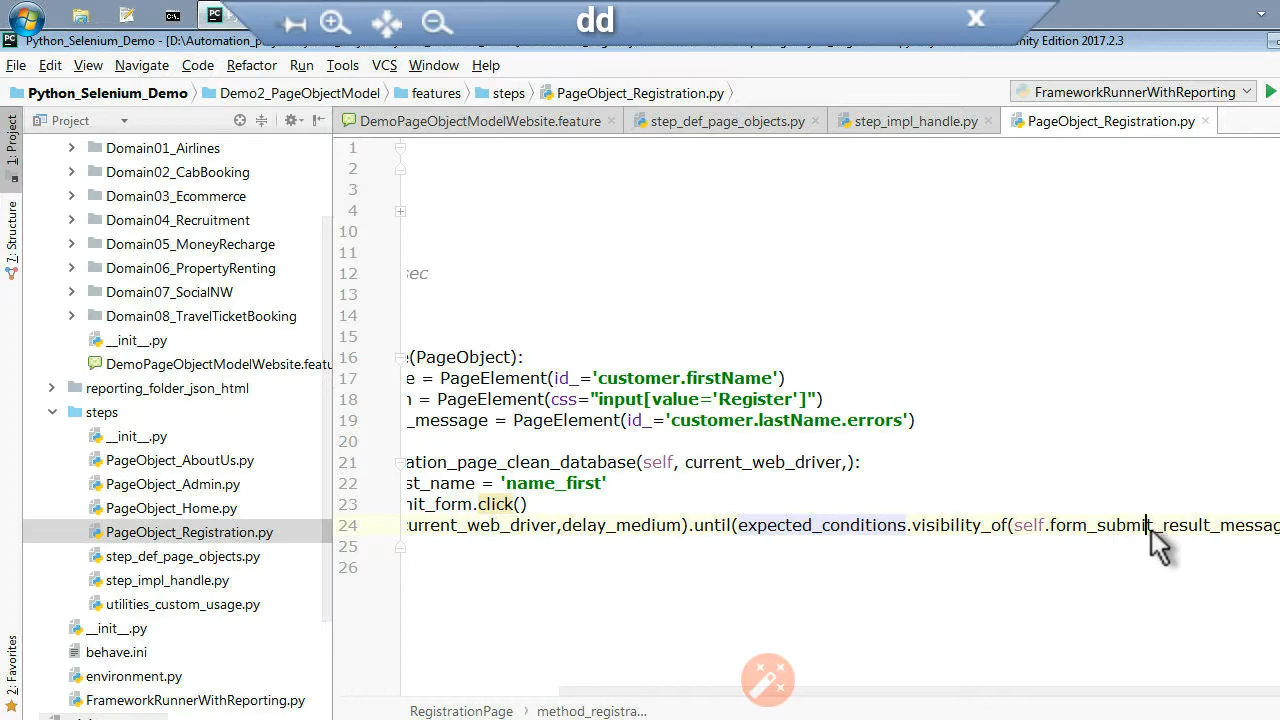 dd
X
Python_Selenium_Demo - [D:\Automation_
unity Edition 2017.2.3
File Edit View Navigate Code Refactor Run Tools VCS Window Help
Python_Selenium_Demo Demo2_PageObjectModel features steps PageObject_Registration.py FrameworkRunnerWithReporting
Project
DemoPageObjectModelWebsite.feature step_def_page_objects.py step_impl_handle.py PageObject_Registration.py
1: Project
7: Structure
2: Favorites
Domain01_Airlines
Domain02_CabBooking
Domain03_Ecommerce
Domain04_Recruitment
Domain05_MoneyRecharge
Domain06_PropertyRenting
Domain07_SocialNW
Domain08_TravelTicketBooking
__init__.py
DemoPageObjectModelWebsite.featu
reporting_folder_json_html
steps
__init__.py
PageObject_AboutUs.py
PageObject_Admin.py
PageObject_Home.py
PageObject_Registration.py
step_def_page_objects.py
step_impl_handle.py
utilities_custom_usage.py
__init__.py
behave.ini
environment.py
FrameworkRunnerWithReporting.py
1
2
3
4
10
11
12 sec
13
14
15
16 e(PageObject):
17 e = PageElement(id_='customer.firstName')
18 n = PageElement(css="input[value='Register']")
19 _message = PageElement(id_='customer.lastName.errors')
20
21 ation_page_clean_database(self, current_web_driver,):
22 st_name = 'name_first'
23 mit_form.click()
24 urrent_web_driver,delay_medium).until(expected_conditions.visibility_of(self.form_submit_result_messag
25
26
RegistrationPage method_registra...